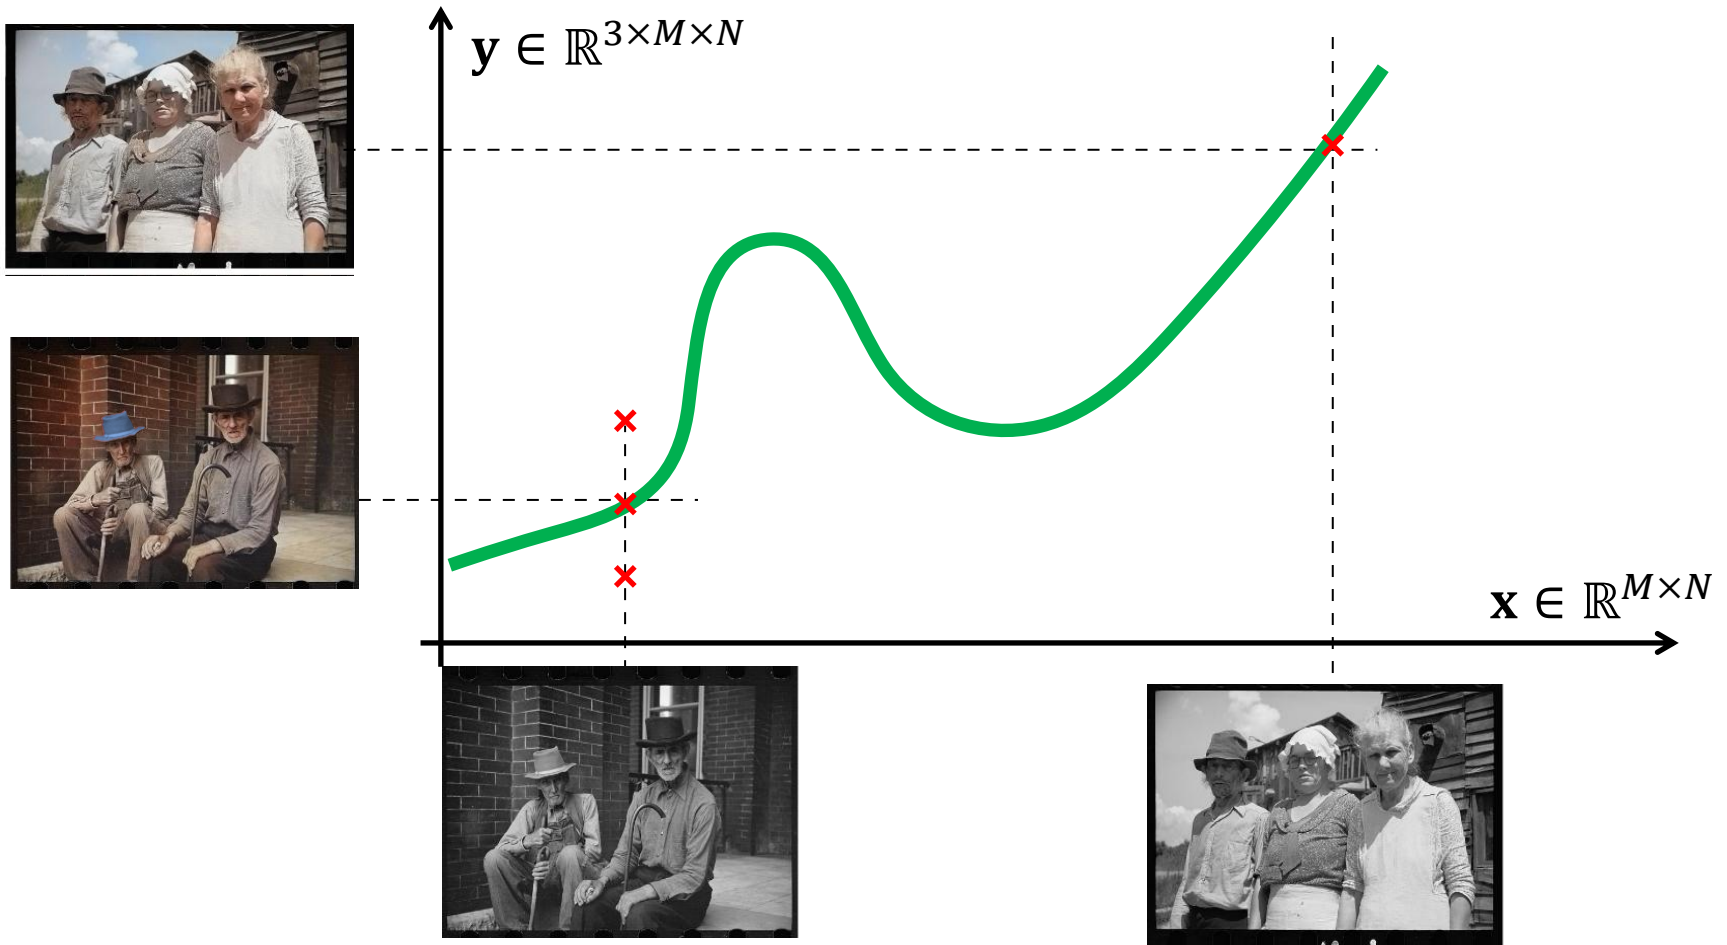 𝐲 ∈ ℝ^{3×M×N}
𝐱 ∈ ℝ^{M×N}